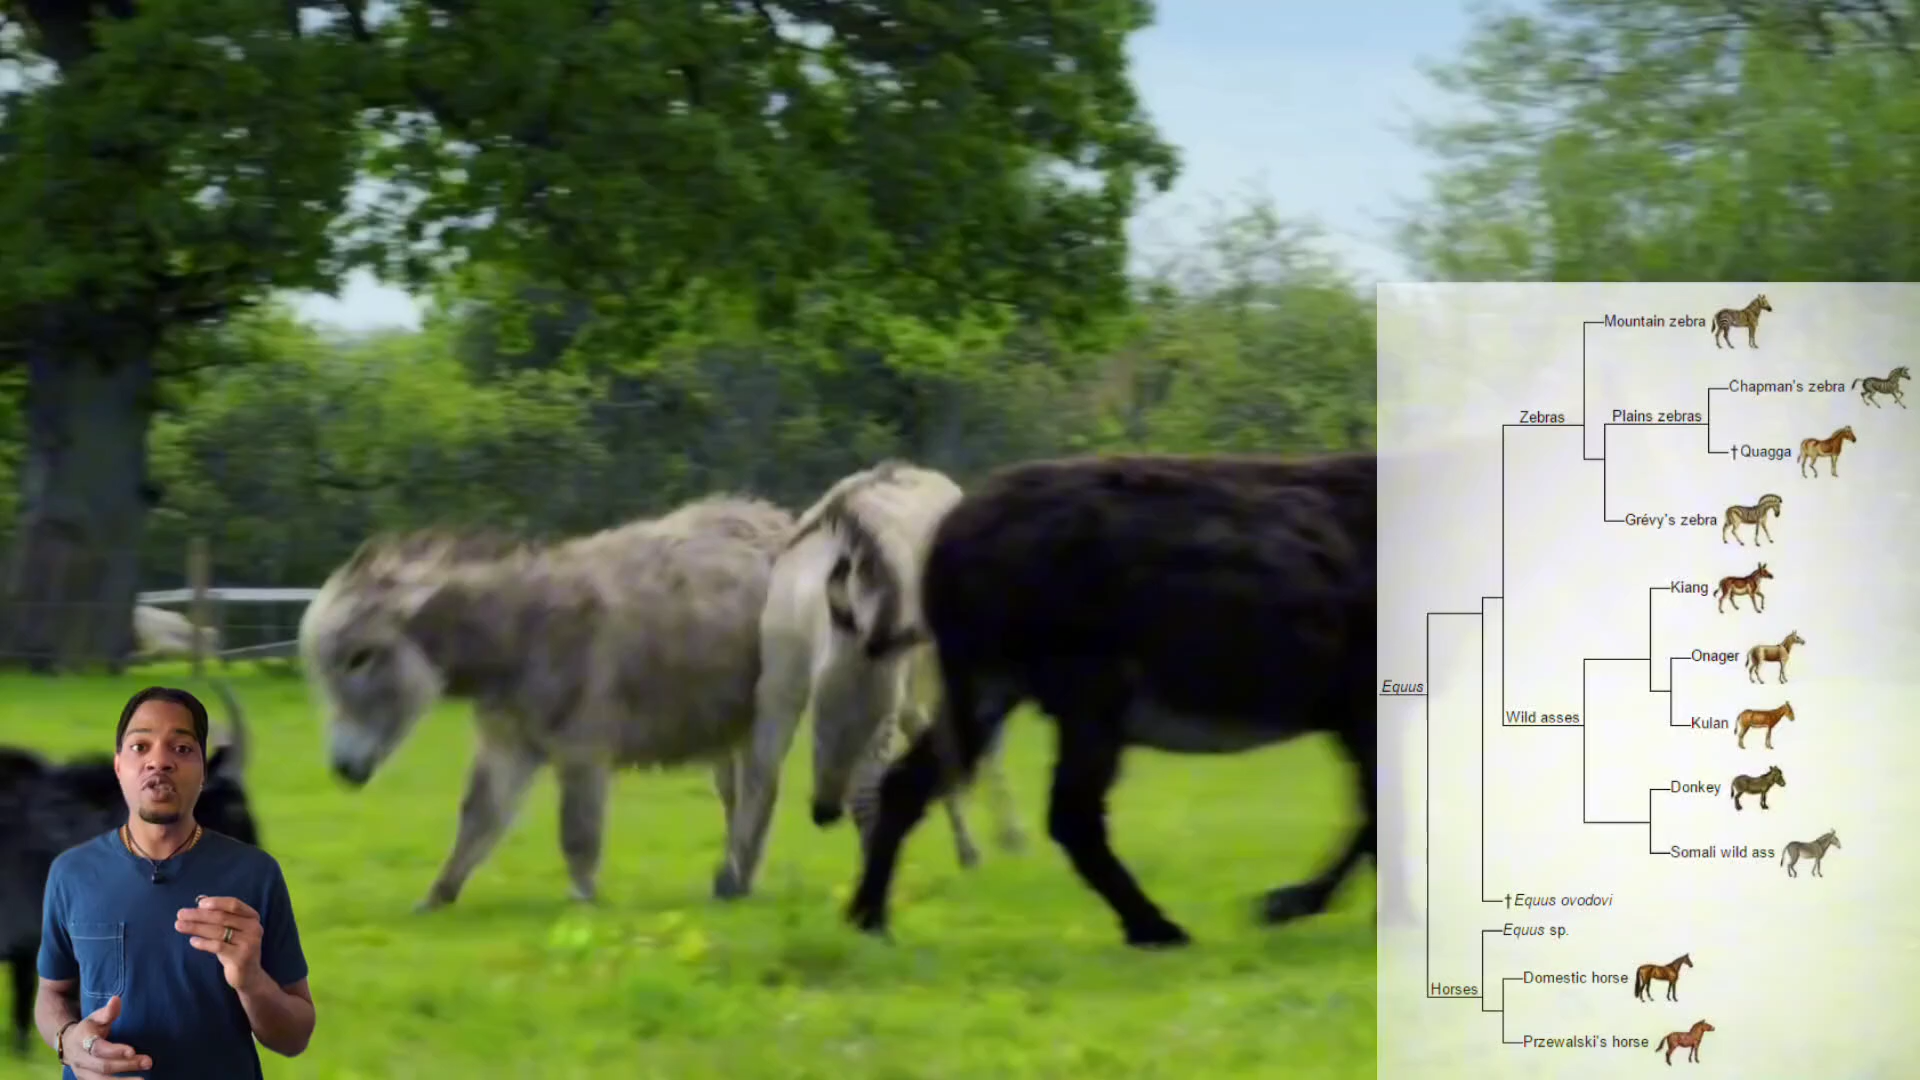 Mountain zebra
Chapman's zebra
Zebras
Plains zebras
†Quagga
Grévy's zebra
Kiang
Onager
Equus
Wild asses
Kulan
Donkey
Somali wild ass
†Equus ovodovi
Equus sp.
Domestic horse
Horses
Przewalski's horse